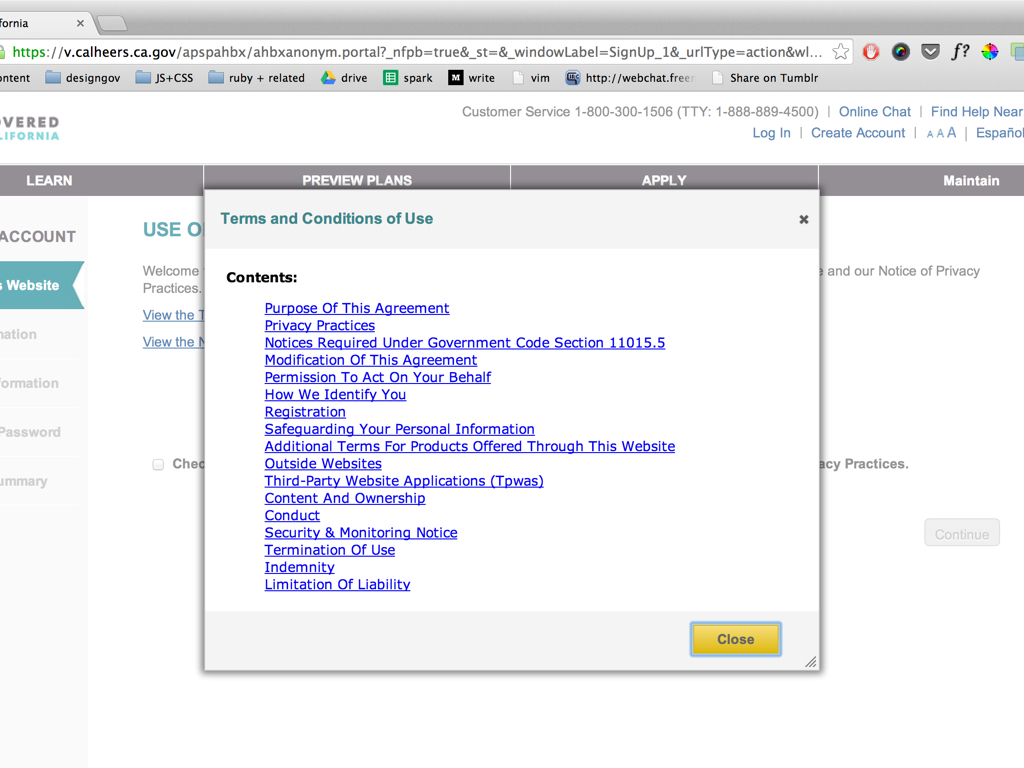 fornia
https://v.calheers.ca.gov/apspahbx/ahbxanonym.portal?_nfpb=true&_st=&_windowLabel=SignUp_1&_urlType=action&wl...
f?
ontent designgov JS+CSS ruby + related drive spark M write vim http://webchat.freen Share on Tumblr
VERED
LIFORNIA
Customer Service 1-800-300-1506 (TTY: 1-888-889-4500) | Online Chat | Find Help Near
Log In | Create Account | A A A | Español
LEARN PREVIEW PLANS APPLY Maintain
ACCOUNT
s Website
mation
formation
Password
ummary
USE O
Welcome
e and our Notice of Privacy
Practices.
View the T
View the N
Chec
acy Practices.
Continue
Terms and Conditions of Use
Contents:
Purpose Of This Agreement
Privacy Practices
Notices Required Under Government Code Section 11015.5
Modification Of This Agreement
Permission To Act On Your Behalf
How We Identify You
Registration
Safeguarding Your Personal Information
Additional Terms For Products Offered Through This Website
Outside Websites
Third-Party Website Applications (Tpwas)
Content And Ownership
Conduct
Security & Monitoring Notice
Termination Of Use
Indemnity
Limitation Of Liability
Close